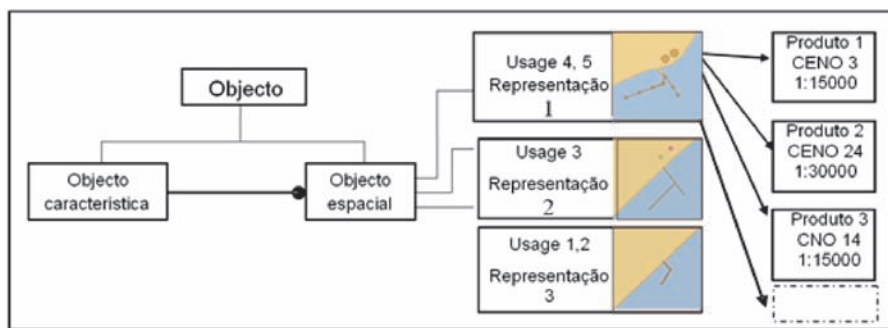 Objecto
Objecto
característica
Objecto
espacial
Usage 4, 5
Representação
1
Usage 3
Representação
2
Usage 1,2
Representação
3
Produto 1
CENO 3
1:15000
Produto 2
CENO 24
1:30000
Produto 3
CNO 14
1:15000